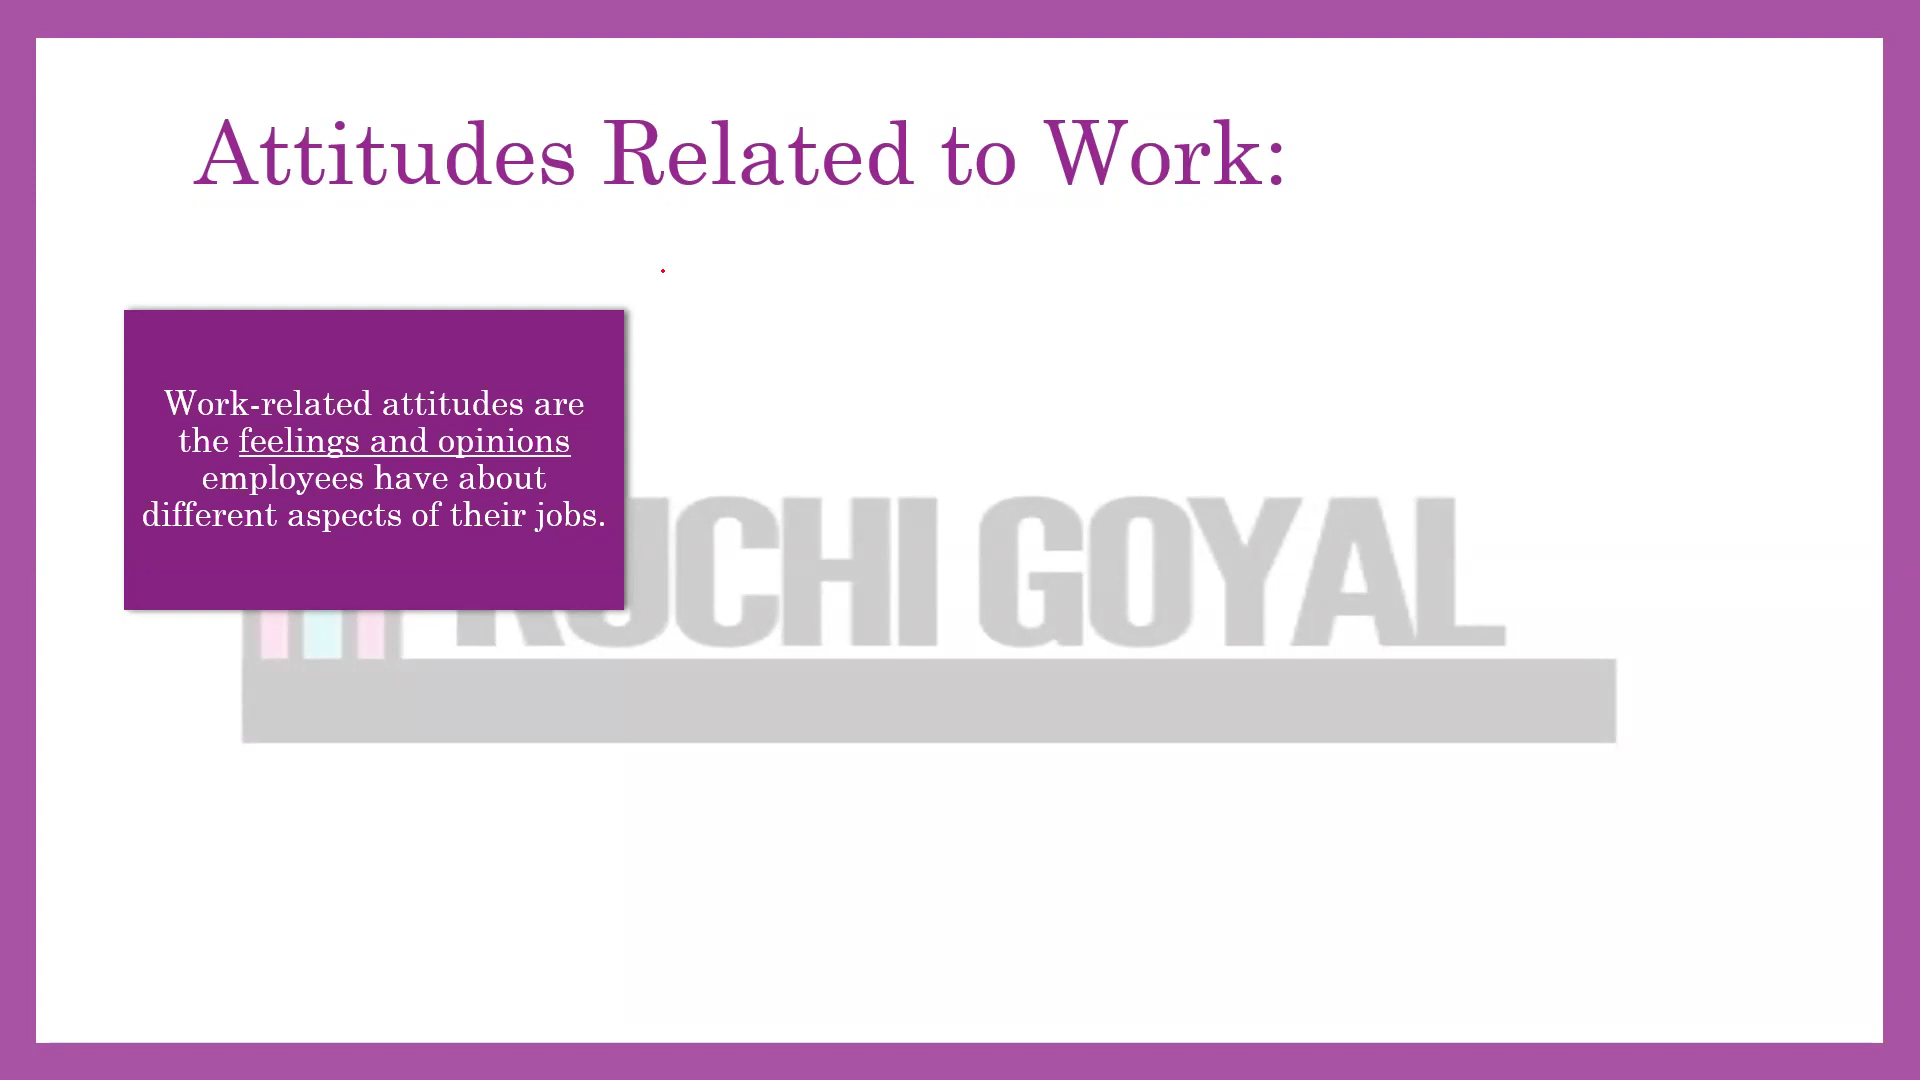 Attitudes Related to Work:
Work-related attitudes are
the feelings and opinions
employees have about
different aspects of their jobs.
RUCHI GOYAL